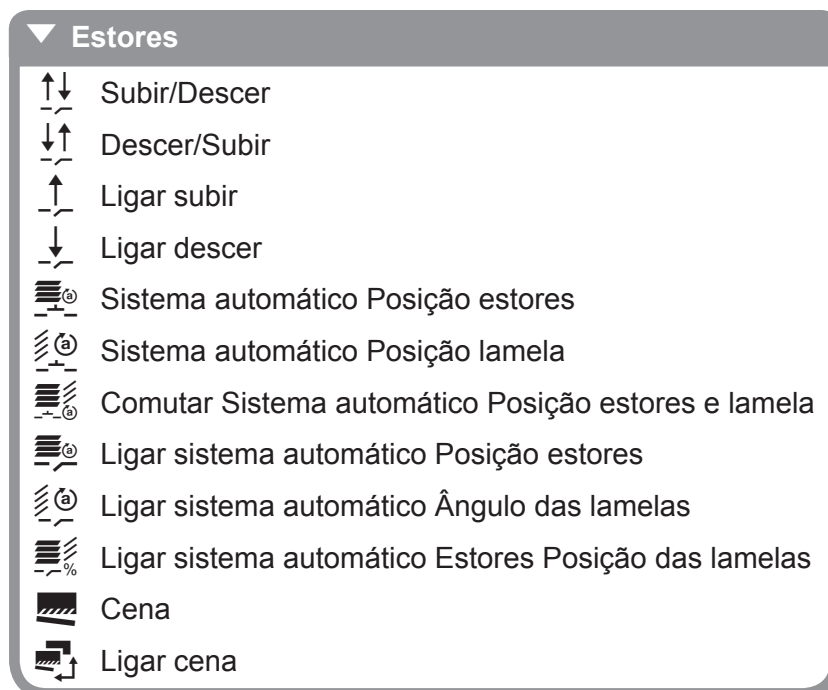 Estores
Subir/Descer
Descer/Subir
Ligar subir
Ligar descer
Sistema automático Posição estores
Sistema automático Posição lamela
Comutar Sistema automático Posição estores e lamela
Ligar sistema automático Posição estores
Ligar sistema automático Ângulo das lamelas
Ligar sistema automático Estores Posição das lamelas
Cena
Ligar cena